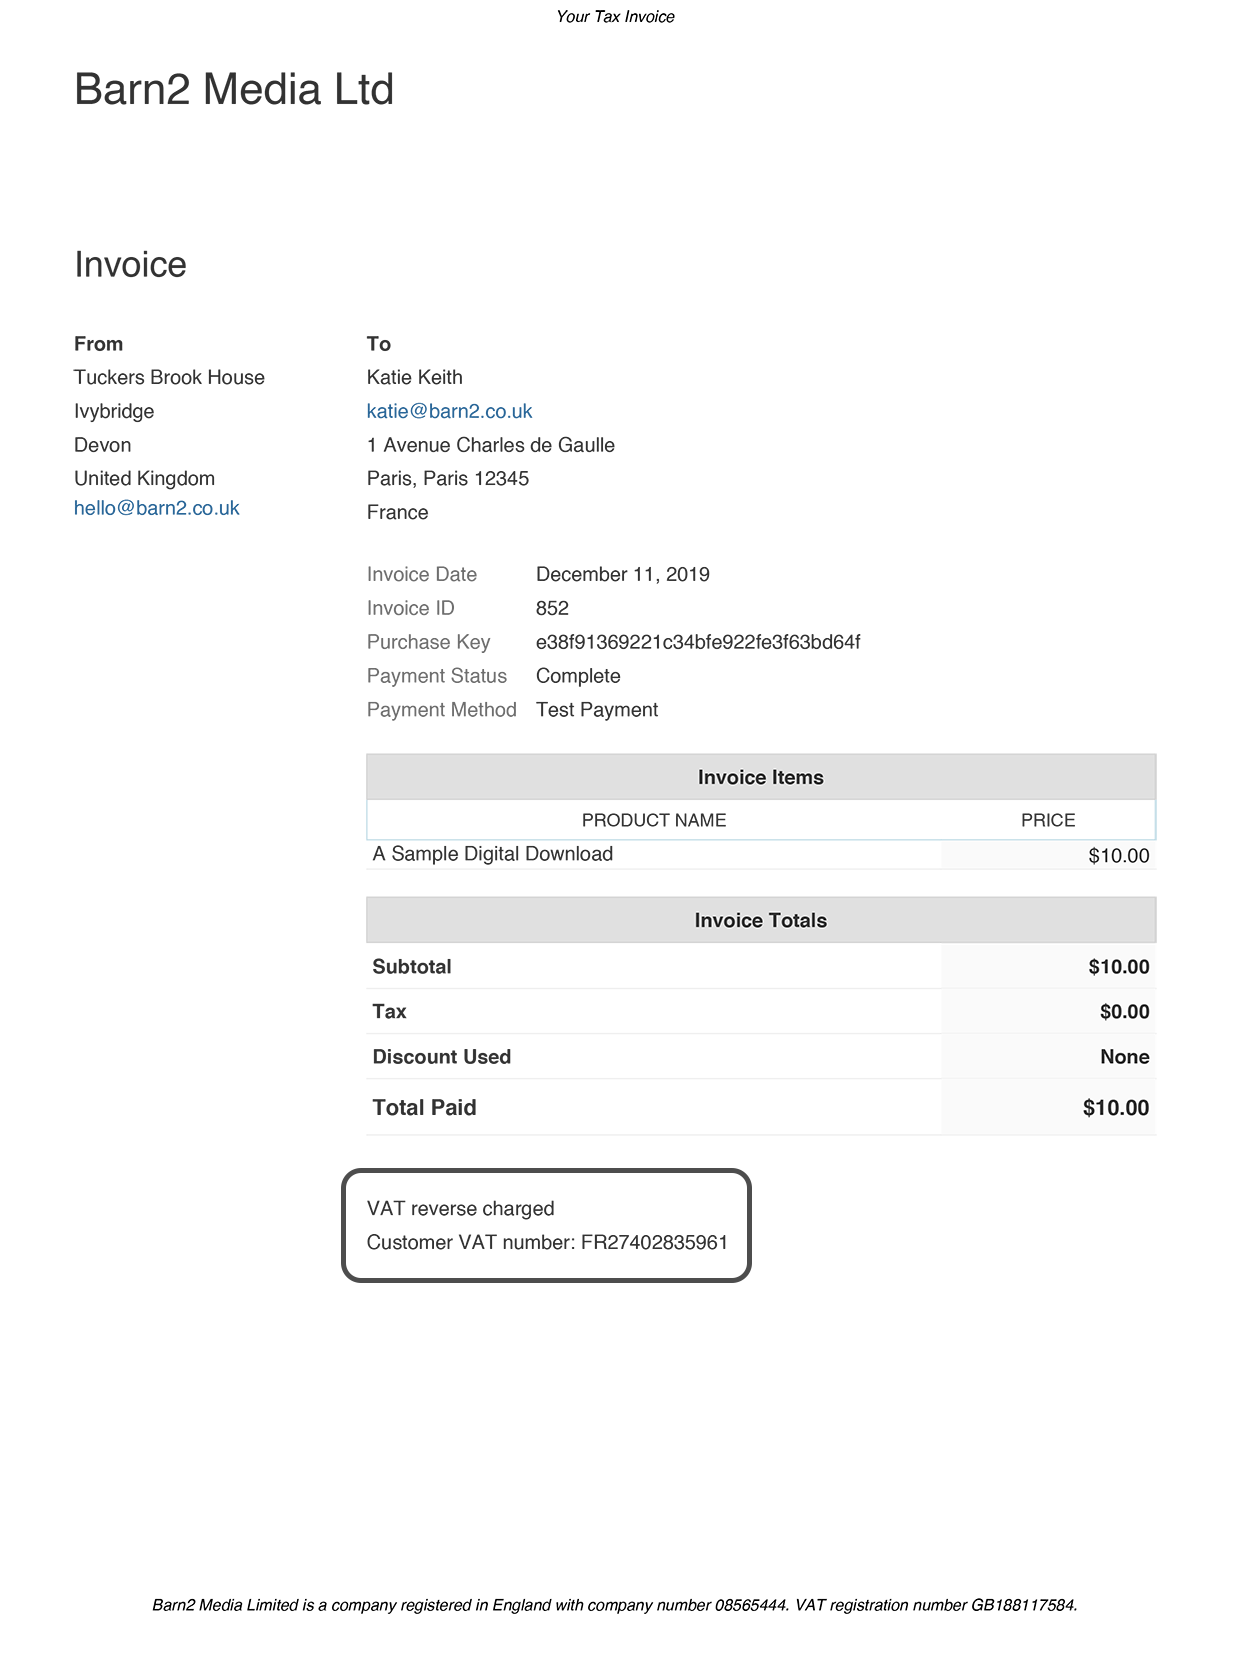 Your Tax Invoice
Barn2 Media Ltd
Invoice
From
Tuckers Brook House
Ivybridge
Devon
United Kingdom
hello@barn2.co.uk
To
Katie Keith
katie@barn2.co.uk
1 Avenue Charles de Gaulle
Paris, Paris 12345
France
Invoice Date December 11, 2019
Invoice ID 852
Purchase Key e38f91369221c34bfe922fe3f63bd64f
Payment Status Complete
Payment Method Test Payment
Invoice Items
PRODUCT NAME PRICE
A Sample Digital Download $10.00
Invoice Totals
Subtotal $10.00
Tax $0.00
Discount Used None
Total Paid $10.00
VAT reverse charged
Customer VAT number: FR27402835961
Barn2 Media Limited is a company registered in England with company number 08565444. VAT registration number GB188117584.